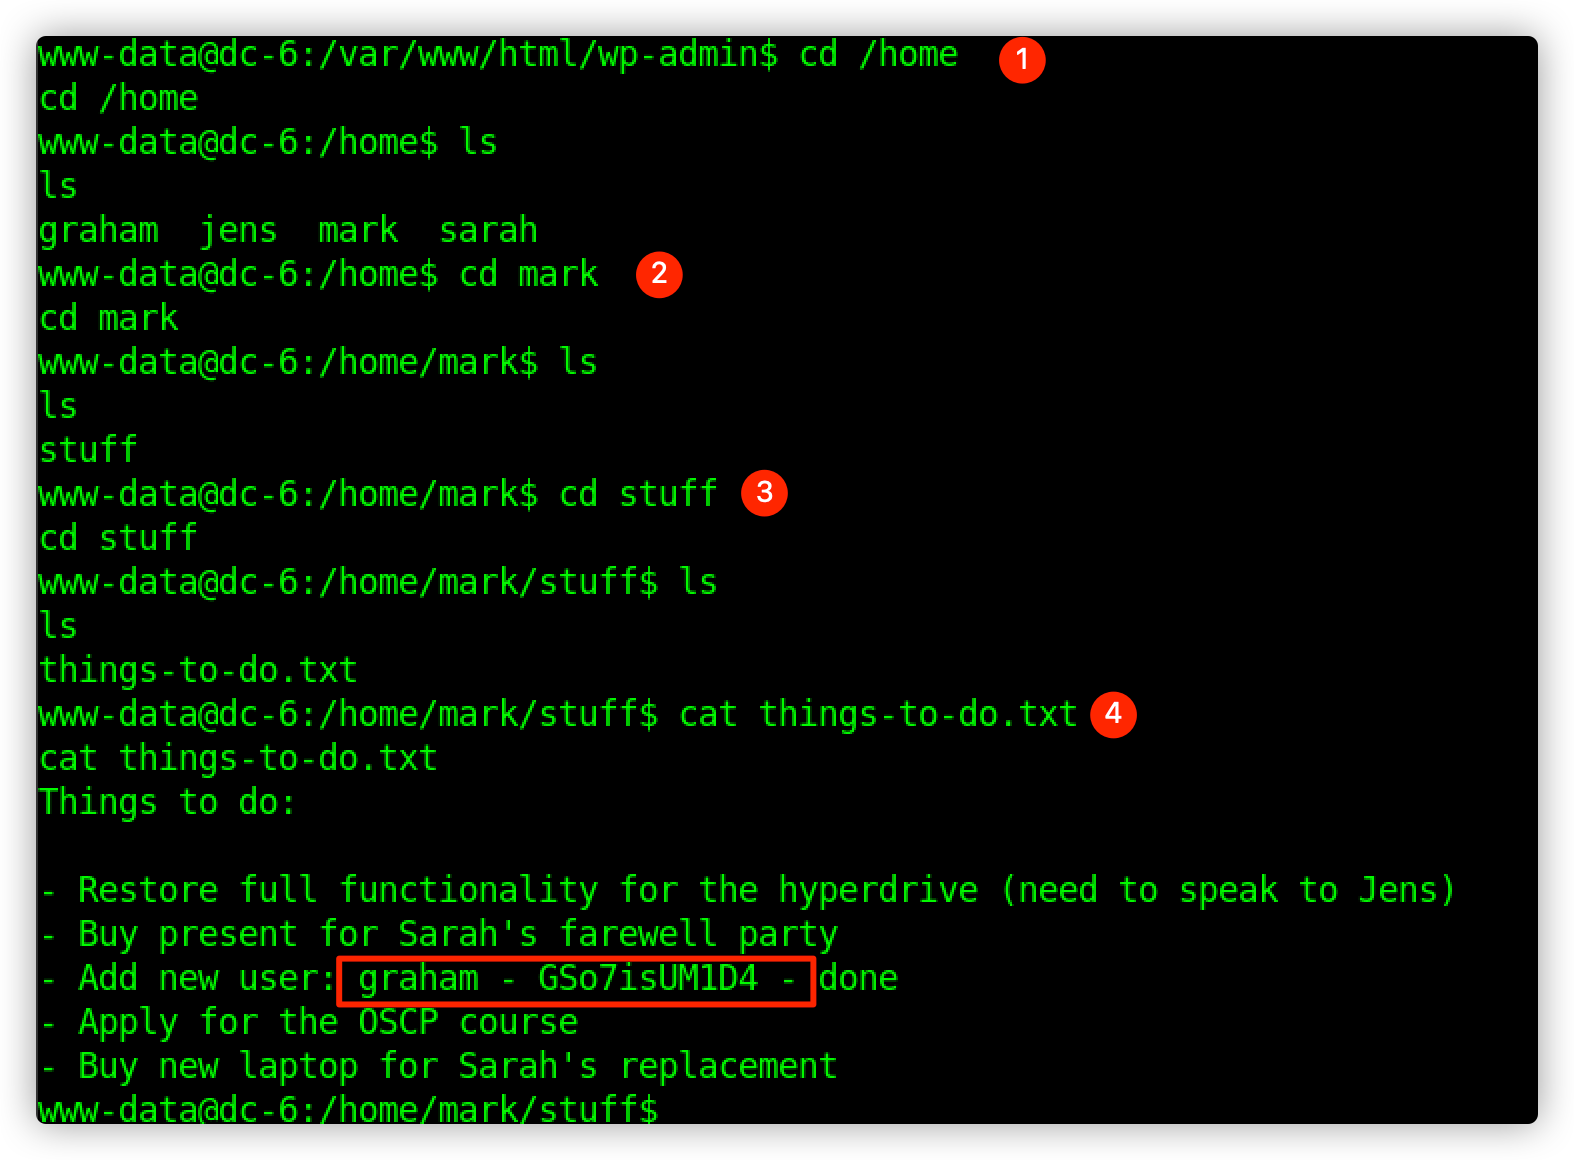 www-data@dc-6:/var/www/html/wp-admin$ cd /home 1
cd /home
www-data@dc-6:/home$ ls
ls
graham  jens  mark  sarah
www-data@dc-6:/home$ cd mark 2
cd mark
www-data@dc-6:/home/mark$ ls
ls
stuff
www-data@dc-6:/home/mark$ cd stuff 3
cd stuff
www-data@dc-6:/home/mark/stuff$ ls
ls
things-to-do.txt
www-data@dc-6:/home/mark/stuff$ cat things-to-do.txt 4
cat things-to-do.txt
Things to do:
- Restore full functionality for the hyperdrive (need to speak to Jens)
- Buy present for Sarah's farewell party
- Add new user: graham - GSo7isUM1D4 - done
- Apply for the OSCP course
- Buy new laptop for Sarah's replacement
www-data@dc-6:/home/mark/stuff$